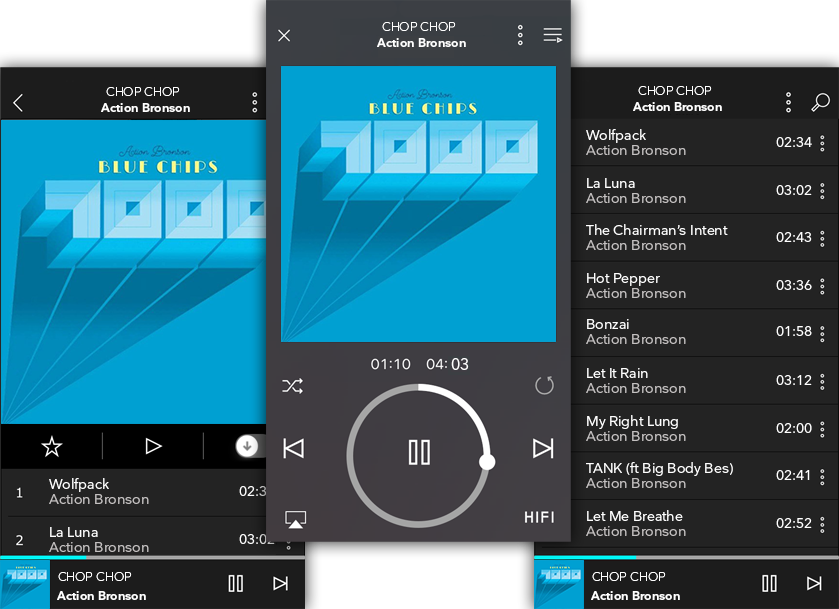 CHOP CHOP
Action Bronson
Action Bronson
BLUE CHIPS
7000
1
Wolfpack
02:3
Action Bronson
2
La Luna
03:02
Action Bronson
CHOP CHOP
Action Bronson
CHOP CHOP
Action Bronson
Action Bronson
BLUE CHIPS
7000
01:10 04:03
HIFI
CHOP CHOP
Action Bronson
Wolfpack
02:34
Action Bronson
La Luna
03:02
Action Bronson
The Chairman's Intent
02:43
Action Bronson
Hot Pepper
03:36
Action Bronson
Bonzai
01:58
Action Bronson
Let It Rain
03:12
Action Bronson
My Right Lung
02:00
Action Bronson
TANK (ft Big Body Bes)
02:41
Action Bronson
Let Me Breathe
02:52
Action Bronson
CHOP CHOP
Action Bronson